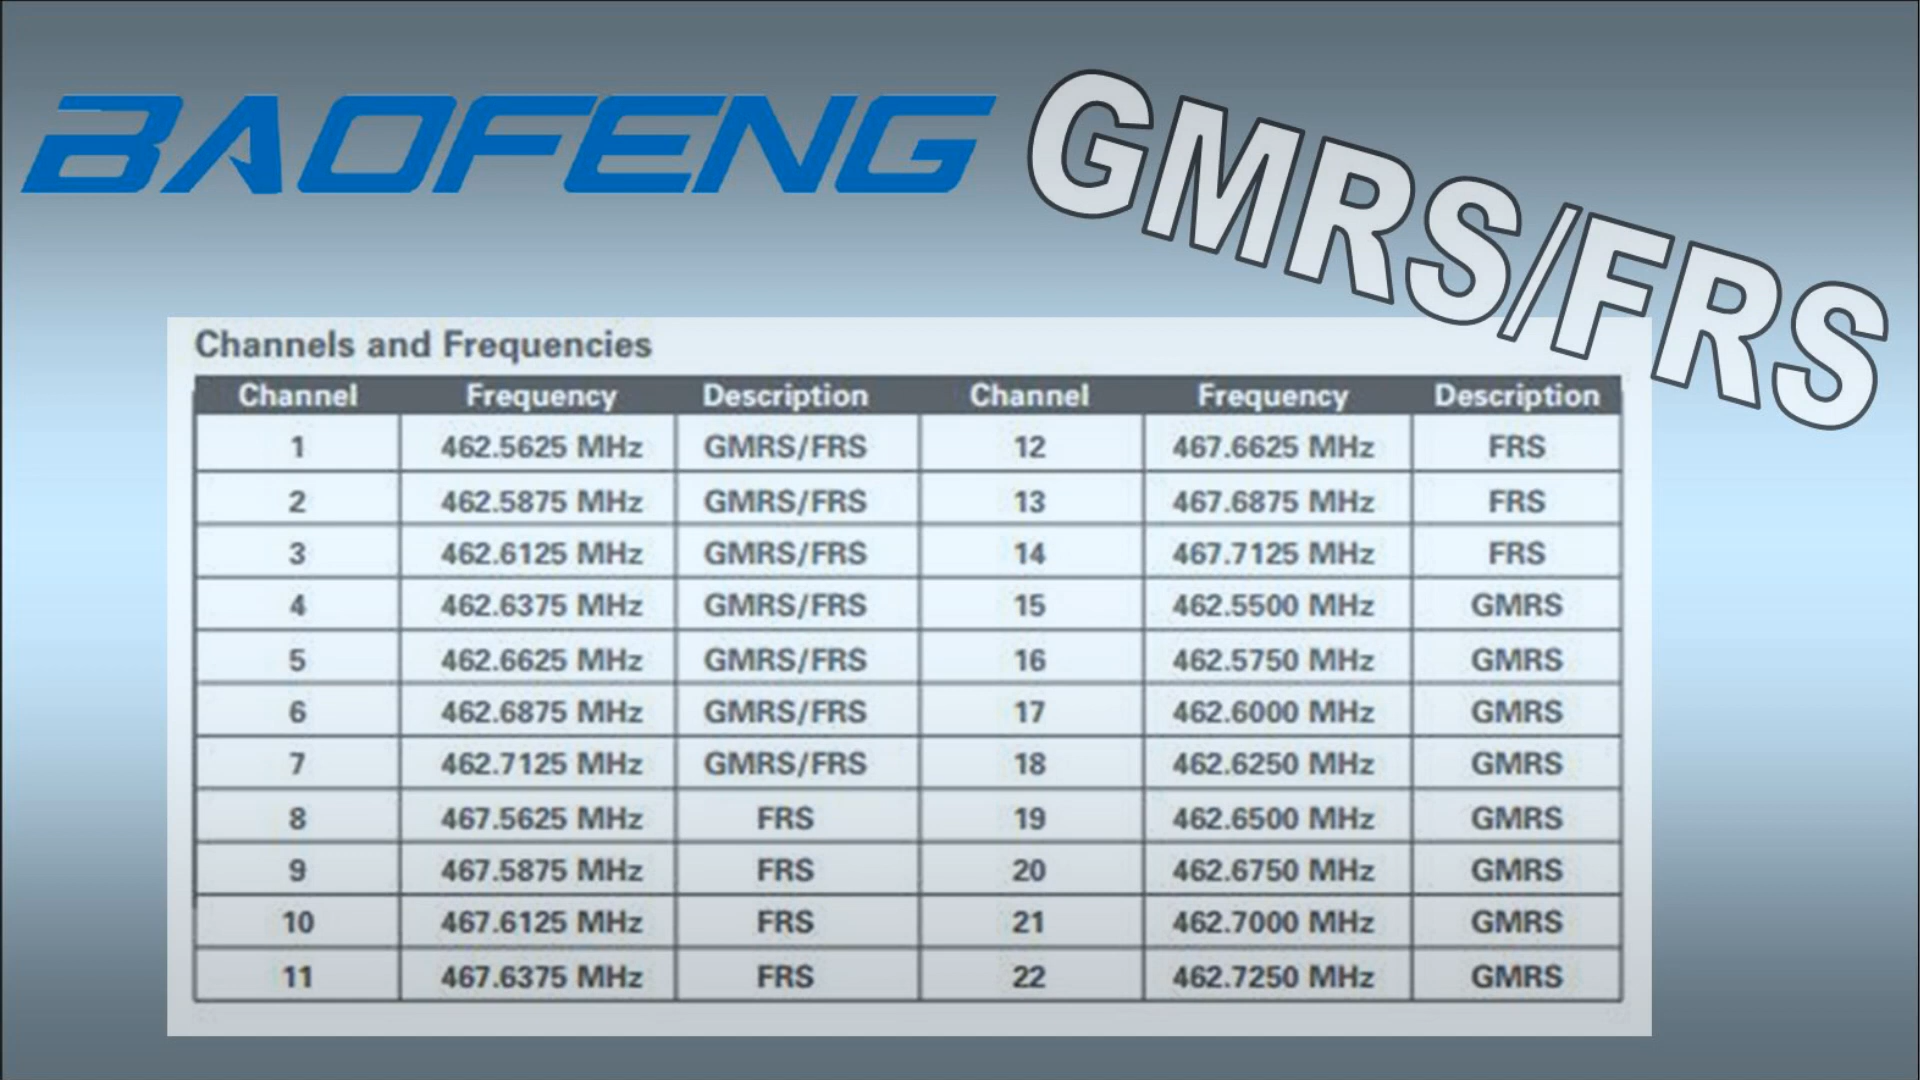 BAOFENG GMRS/FRS
Channels and Frequencies
Channel Frequency Description Channel Frequency Description
1 462.5625 MHz GMRS/FRS 12 467.6625 MHz FRS
2 462.5875 MHz GMRS/FRS 13 467.6875 MHz FRS
3 462.6125 MHz GMRS/FRS 14 467.7125 MHz FRS
4 462.6375 MHz GMRS/FRS 15 462.5500 MHz GMRS
5 462.6625 MHz GMRS/FRS 16 462.5750 MHz GMRS
6 462.6875 MHz GMRS/FRS 17 462.6000 MHz GMRS
7 462.7125 MHz GMRS/FRS 18 462.6250 MHz GMRS
8 467.5625 MHz FRS 19 462.6500 MHz GMRS
9 467.5875 MHz FRS 20 462.6750 MHz GMRS
10 467.6125 MHz FRS 21 462.7000 MHz GMRS
11 467.6375 MHz FRS 22 462.7250 MHz GMRS